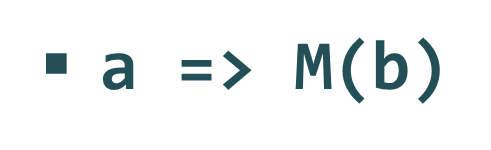 ▪ a => M(b)